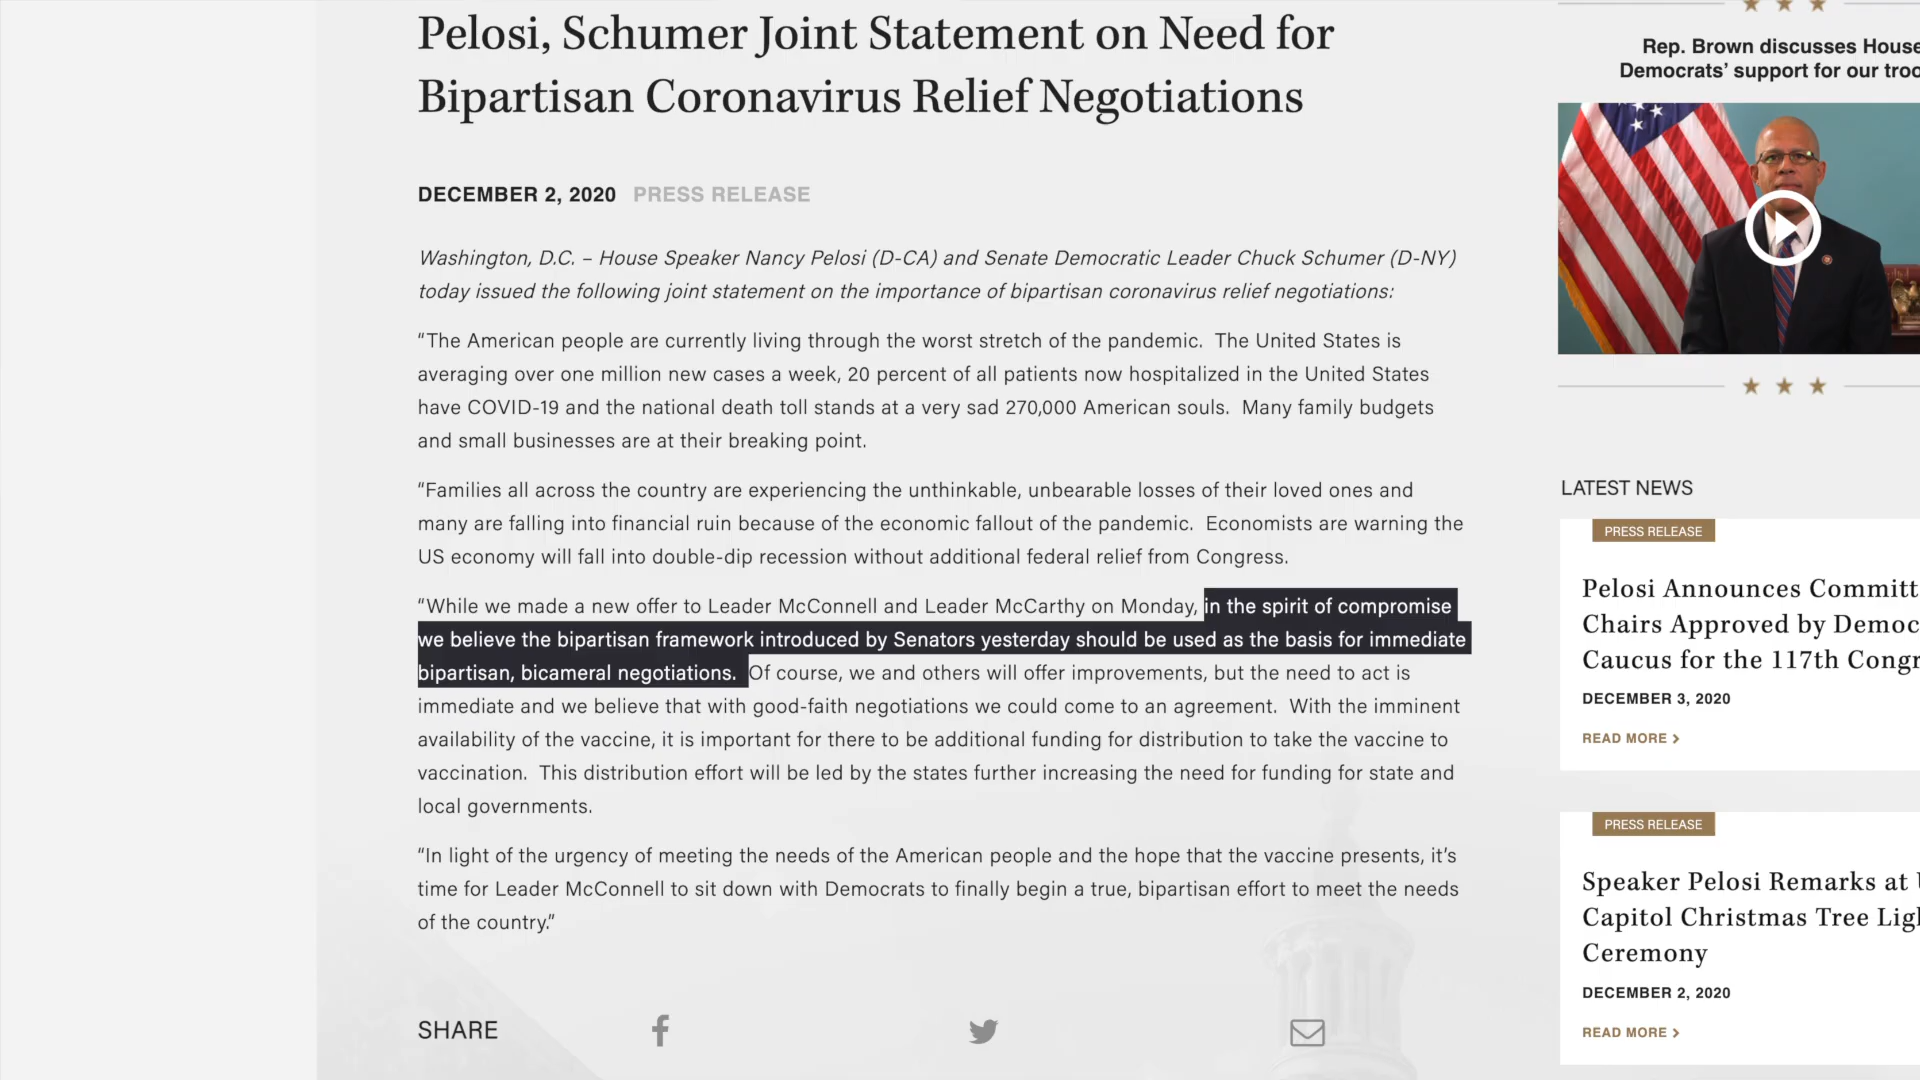 Pelosi, Schumer Joint Statement on Need for
Bipartisan Coronavirus Relief Negotiations
DECEMBER 2, 2020 PRESS RELEASE
Washington, D.C. – House Speaker Nancy Pelosi (D-CA) and Senate Democratic Leader Chuck Schumer (D-NY)
today issued the following joint statement on the importance of bipartisan coronavirus relief negotiations:
“The American people are currently living through the worst stretch of the pandemic.  The United States is
averaging over one million new cases a week, 20 percent of all patients now hospitalized in the United States
have COVID-19 and the national death toll stands at a very sad 270,000 American souls.  Many family budgets
and small businesses are at their breaking point.
“Families all across the country are experiencing the unthinkable, unbearable losses of their loved ones and
many are falling into financial ruin because of the economic fallout of the pandemic.  Economists are warning the
US economy will fall into double-dip recession without additional federal relief from Congress.
“While we made a new offer to Leader McConnell and Leader McCarthy on Monday, in the spirit of compromise
we believe the bipartisan framework introduced by Senators yesterday should be used as the basis for immediate
bipartisan, bicameral negotiations.  Of course, we and others will offer improvements, but the need to act is
immediate and we believe that with good-faith negotiations we could come to an agreement.  With the imminent
availability of the vaccine, it is important for there to be additional funding for distribution to take the vaccine to
vaccination.  This distribution effort will be led by the states further increasing the need for funding for state and
local governments.
“In light of the urgency of meeting the needs of the American people and the hope that the vaccine presents, it’s
time for Leader McConnell to sit down with Democrats to finally begin a true, bipartisan effort to meet the needs
of the country.”
SHARE
Rep. Brown discusses House
Democrats’ support for our troo
LATEST NEWS
PRESS RELEASE
Pelosi Announces Committ
Chairs Approved by Democ
Caucus for the 117th Congr
DECEMBER 3, 2020
READ MORE
PRESS RELEASE
Speaker Pelosi Remarks at U
Capitol Christmas Tree Ligh
Ceremony
DECEMBER 2, 2020
READ MORE